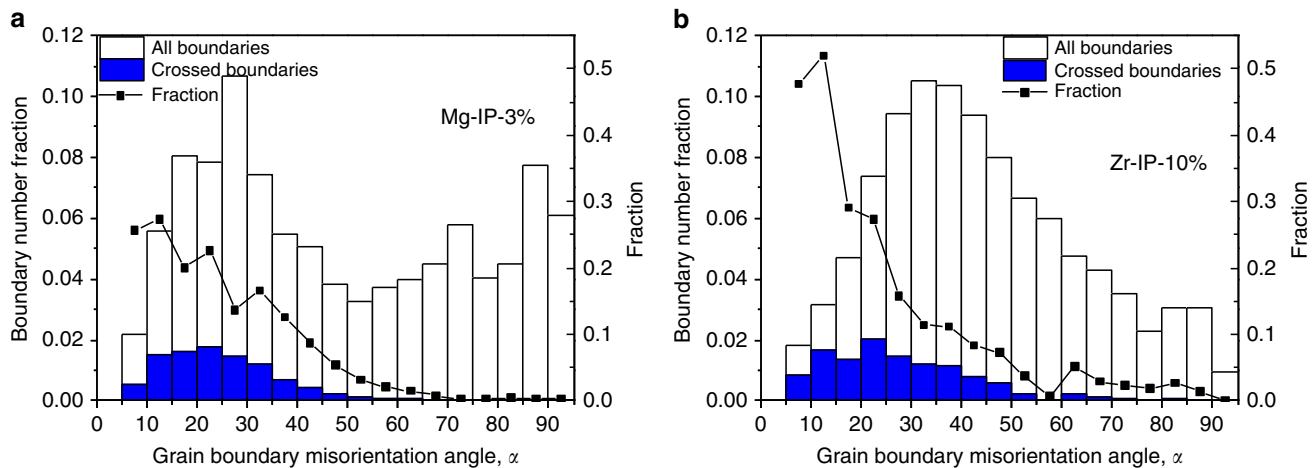 a
0.12
0.10
0.08
0.06
0.04
0.02
0.00
Boundary number fraction
All boundaries
Crossed boundaries
Fraction
Mg-IP-3%
0.5
0.4
0.3
0.2
0.1
0.0
Fraction
0 10 20 30 40 50 60 70 80 90
Grain boundary misorientation angle, α
b
0.12
0.10
0.08
0.06
0.04
0.02
0.00
Boundary number fraction
All boundaries
Crossed boundaries
Fraction
Zr-IP-10%
0.5
0.4
0.3
0.2
0.1
0.0
Fraction
0 10 20 30 40 50 60 70 80 90
Grain boundary misorientation angle, α